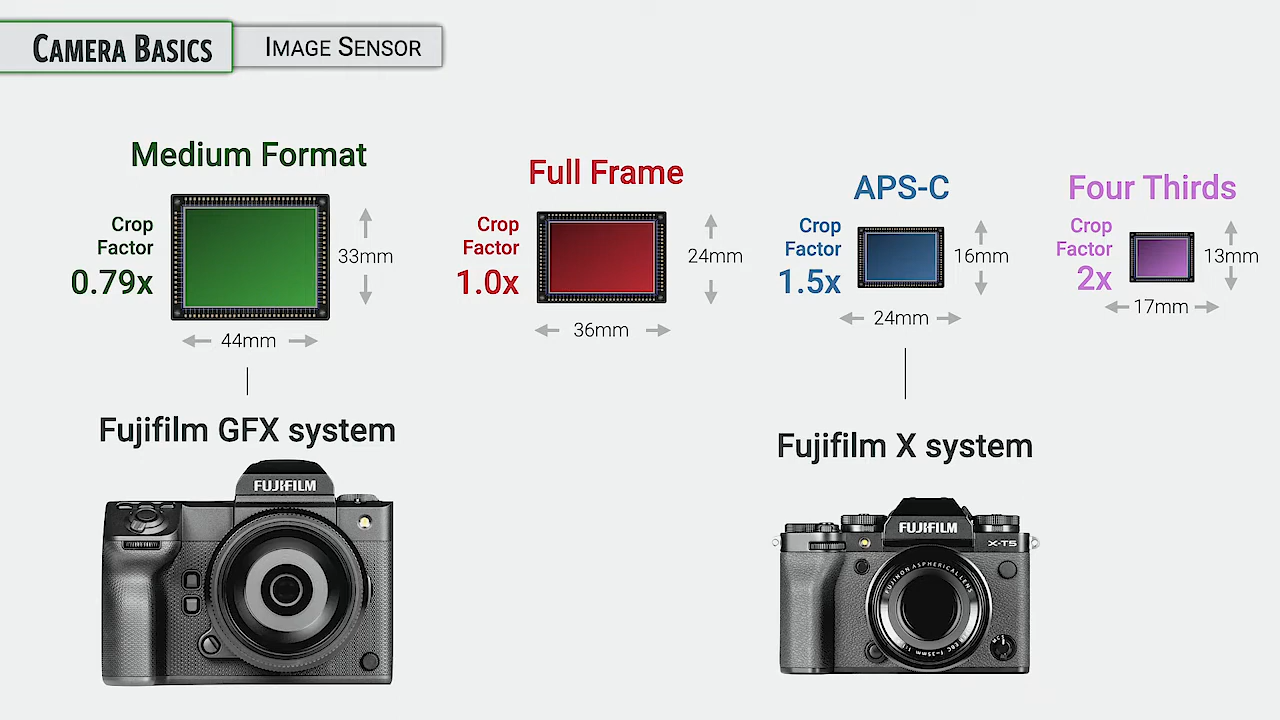 CAMERA BASICS
IMAGE SENSOR
Medium Format
Crop
Factor
0.79x
33mm
44mm
Fujifilm GFX system
FUJIFILM
Full Frame
Crop
Factor
1.0x
24mm
36mm
APS-C
Crop
Factor
1.5x
16mm
24mm
Fujifilm X system
FUJIFILM
X-T5
FUJINON ASPHERICAL LENS
Four Thirds
Crop
Factor
2x
13mm
17mm